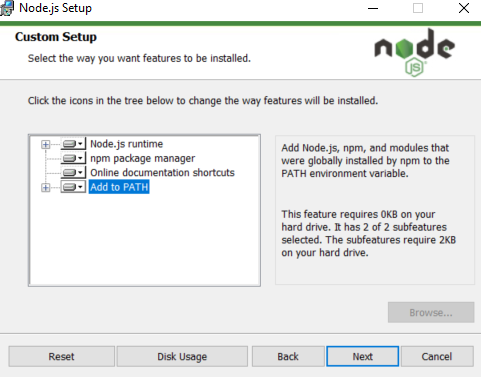 Node.js Setup
Custom Setup
Select the way you want features to be installed.
node
JS
Click the icons in the tree below to change the way features will be installed.
Node.js runtime
npm package manager
Online documentation shortcuts
Add to PATH
Add Node.js, npm, and modules that
were globally installed by npm to the
PATH environment variable.
This feature requires 0KB on your
hard drive. It has 2 of 2 subfeatures
selected. The subfeatures require 2KB
on your hard drive.
Browse...
Reset
Disk Usage
Back
Next
Cancel